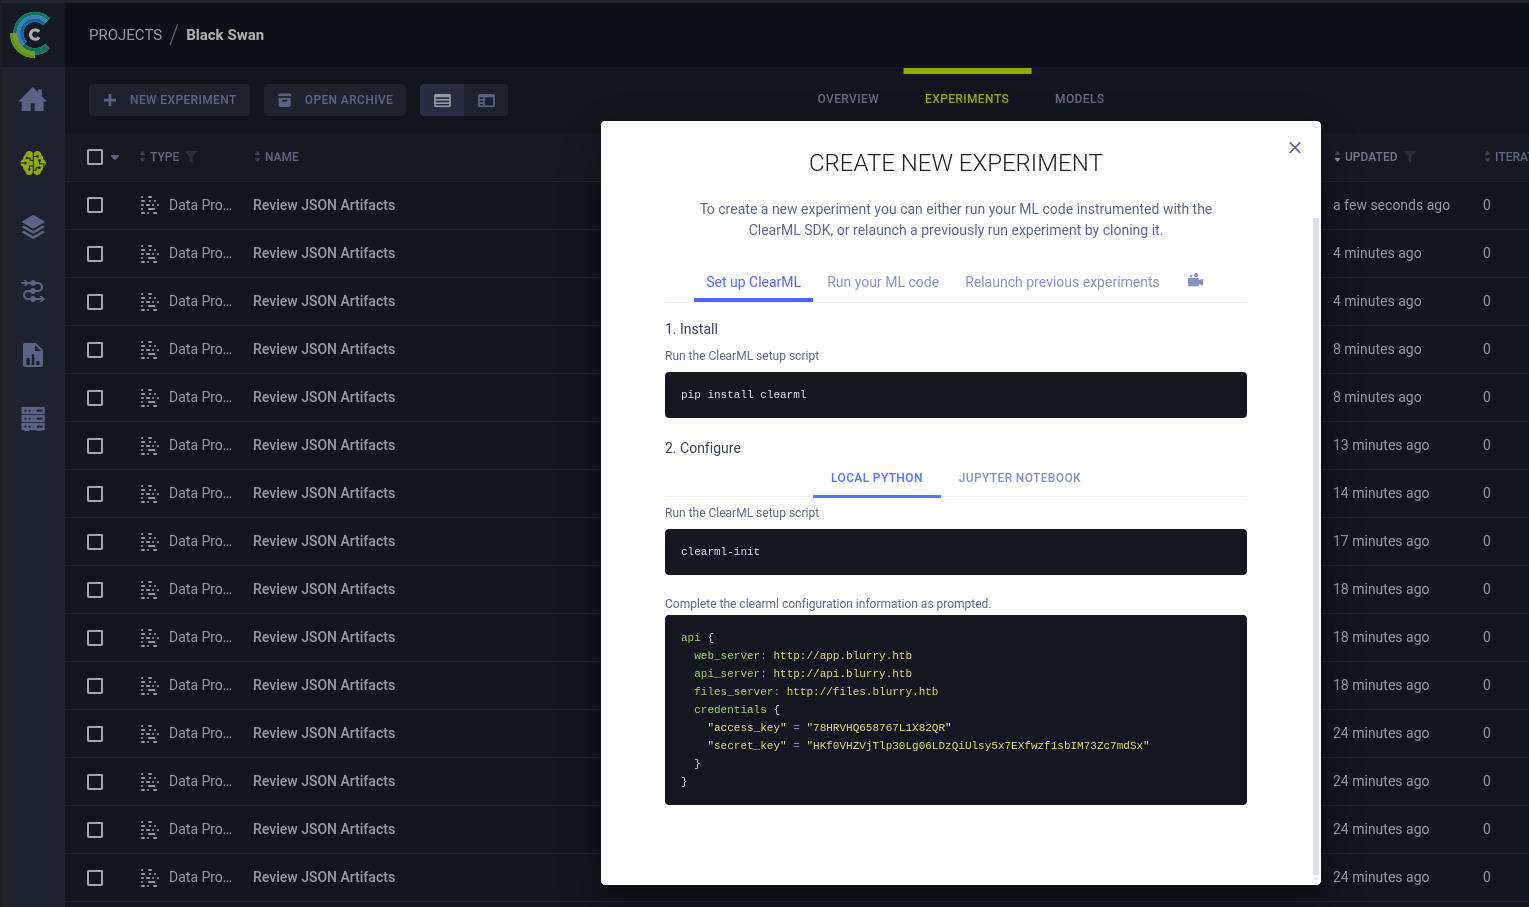 PROJECTS / Black Swan
NEW EXPERIMENT OPEN ARCHIVE
OVERVIEW EXPERIMENTS MODELS
TYPE NAME UPDATED ITERA
Data Pro... Review JSON Artifacts a few seconds ago 0
Data Pro... Review JSON Artifacts 4 minutes ago 0
Data Pro... Review JSON Artifacts 4 minutes ago 0
Data Pro... Review JSON Artifacts 8 minutes ago 0
Data Pro... Review JSON Artifacts 8 minutes ago 0
Data Pro... Review JSON Artifacts 13 minutes ago 0
Data Pro... Review JSON Artifacts 14 minutes ago 0
Data Pro... Review JSON Artifacts 17 minutes ago 0
Data Pro... Review JSON Artifacts 18 minutes ago 0
Data Pro... Review JSON Artifacts 18 minutes ago 0
Data Pro... Review JSON Artifacts 18 minutes ago 0
Data Pro... Review JSON Artifacts 24 minutes ago 0
Data Pro... Review JSON Artifacts 24 minutes ago 0
Data Pro... Review JSON Artifacts 24 minutes ago 0
Data Pro... Review JSON Artifacts 24 minutes ago 0
CREATE NEW EXPERIMENT
To create a new experiment you can either run your ML code instrumented with the
ClearML SDK, or relaunch a previously run experiment by cloning it.
Set up ClearML Run your ML code Relaunch previous experiments
1. Install
Run the ClearML setup script
pip install clearml
2. Configure
LOCAL PYTHON JUPYTER NOTEBOOK
Run the ClearML setup script
clearml-init
Complete the clearml configuration information as prompted.
api {
web_server: http://app.blurry.htb
api_server: http://api.blurry.htb
files_server: http://files.blurry.htb
credentials {
"access_key" = "78HRVHQ658767L1X82QR"
"secret_key" = "HKf0VHZVjTlp30Lg06LDzQiUlsy5x7EXfwzf1sbIM73Zc7mdSx"
}
}